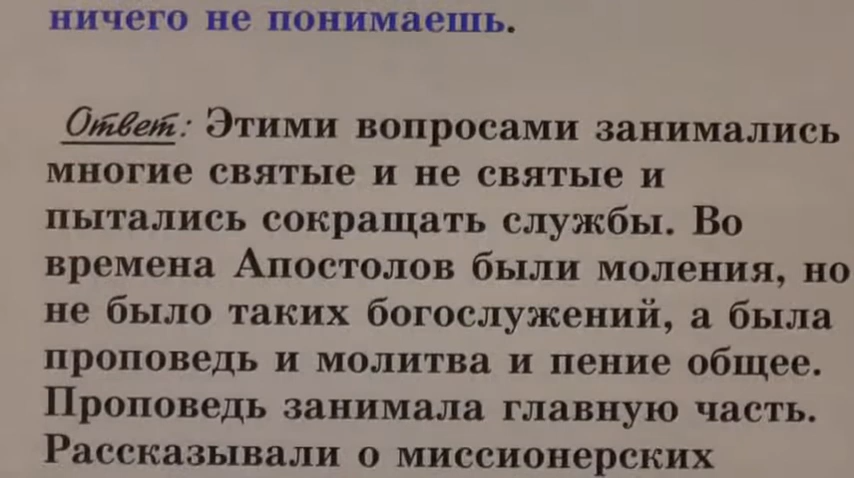 ничего не понимаешь.
Ответ: Этими вопросами занимались
многие святые и не святые и
пытались сокращать службы. Во
времена Апостолов были моления, но
не было таких богослужений, а была
проповедь и молитва и пение общее.
Проповедь занимала главную часть.
Рассказывали о миссионерских